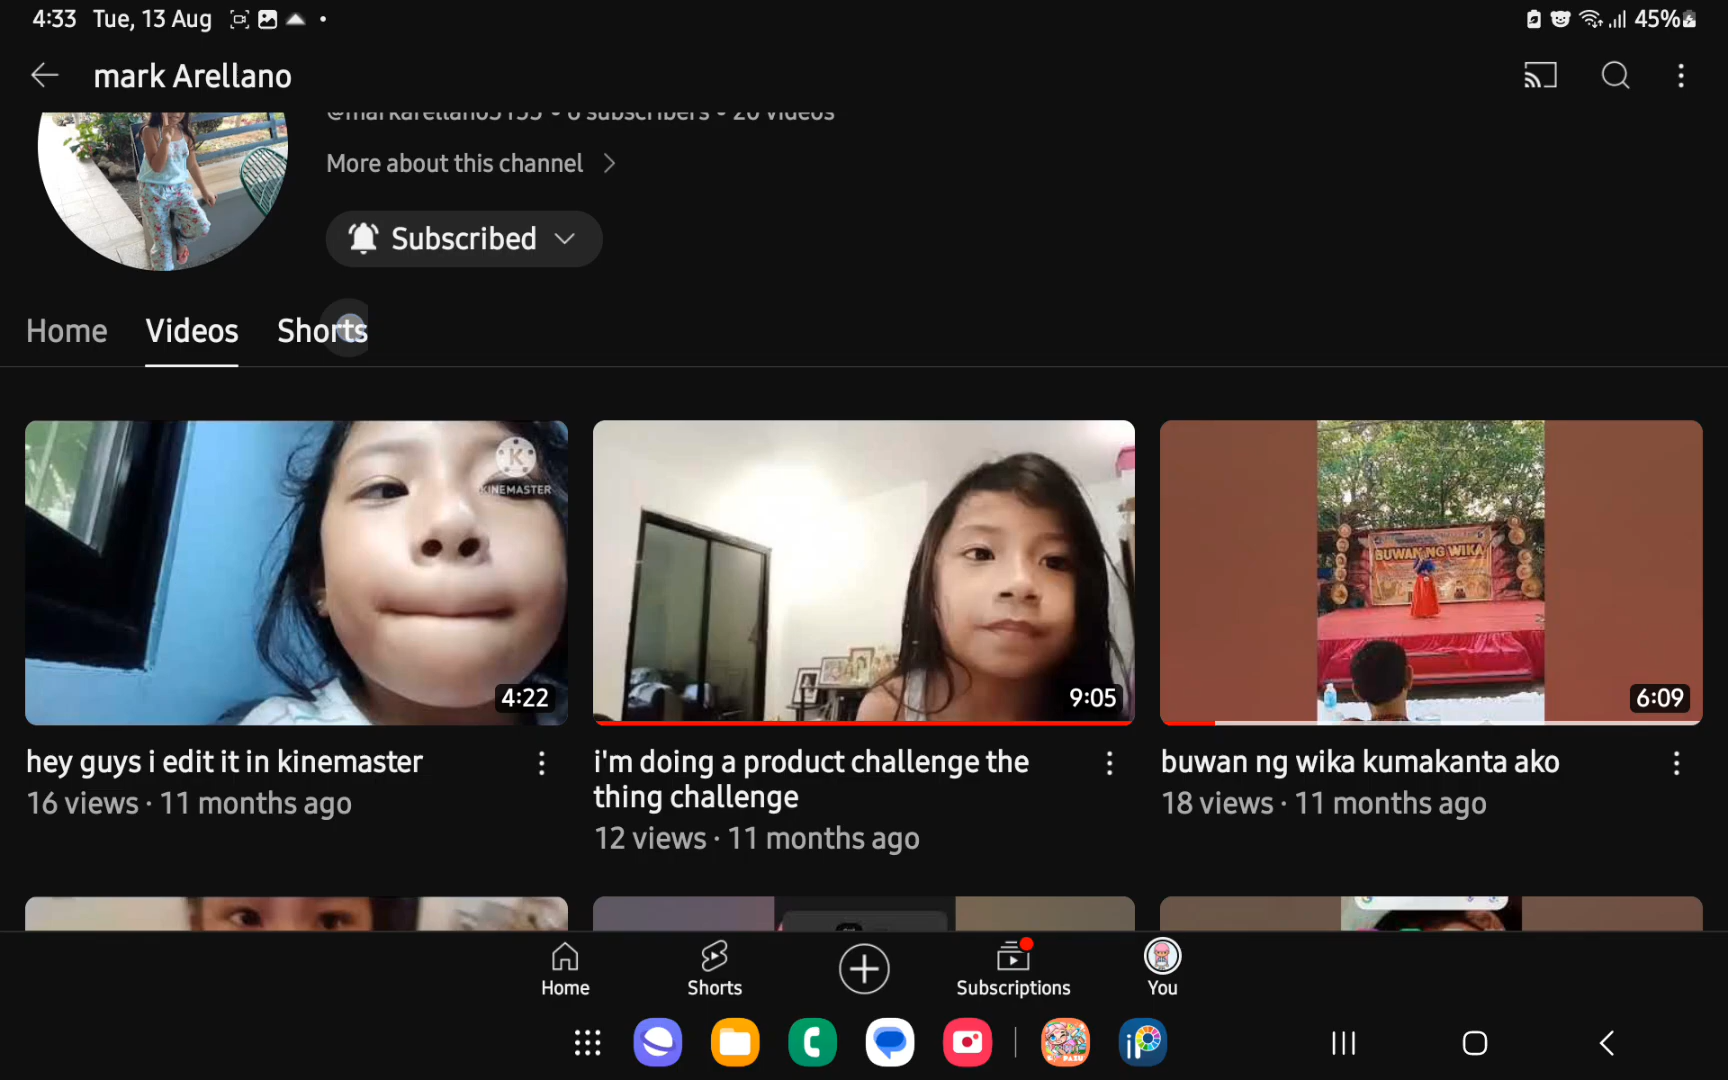 4:33 Tue, 13 Aug 45%
mark Arellano
More about this channel
Subscribed
Home Videos Shorts
KINEMASTER
BUWAN NG WIKA
4:22 9:05 6:09
hey guys i edit it in kinemaster
16 views · 11 months ago
i'm doing a product challenge the
thing challenge
12 views · 11 months ago
buwan ng wika kumakanta ako
18 views · 11 months ago
Home Shorts Subscriptions You